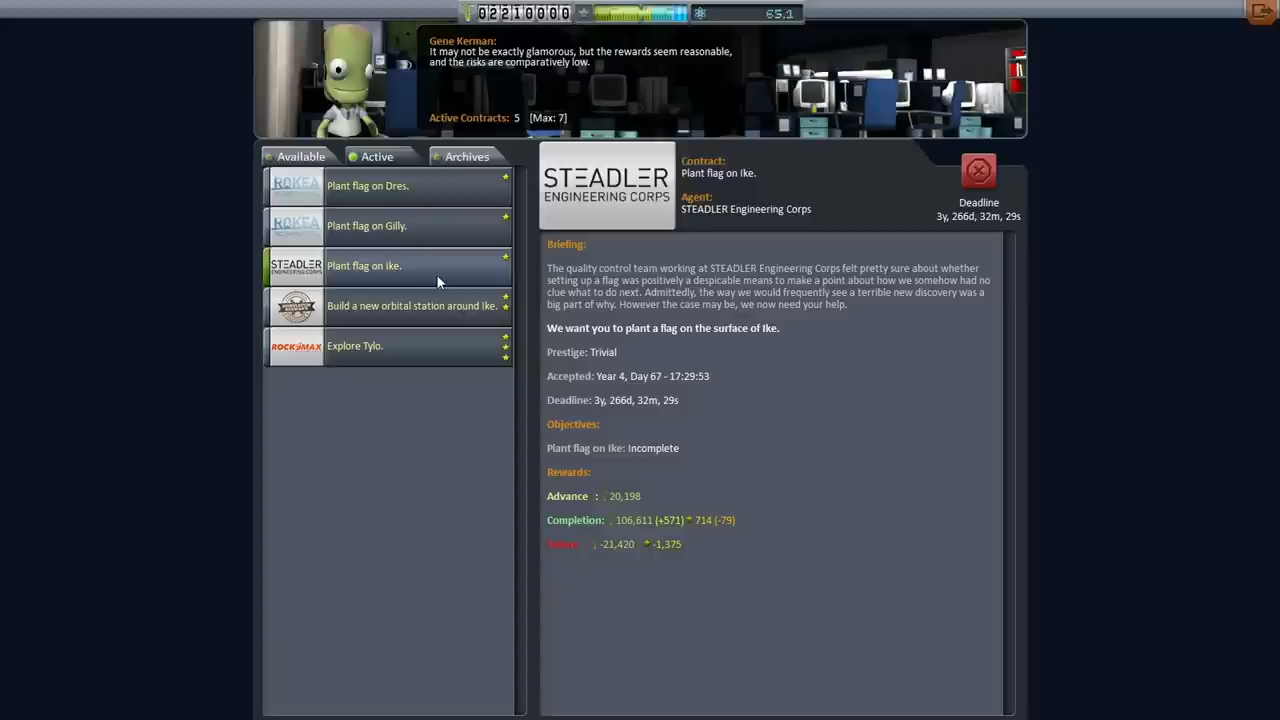 02210000
65.1
Gene Kerman:
It may not be exactly glamorous, but the rewards seem reasonable,
and the risks are comparatively low.
Active Contracts: 5 [Max: 7]
Available
Active
Archives
Plant flag on Dres.
Plant flag on Gilly.
STEADLER
ENGINEERING CORPS
Plant flag on Ike.
Build a new orbital station around Ike.
ROCKOMAX
Explore Tylo.
STEADLER
ENGINEERING CORPS
Contract:
Plant flag on Ike.
Agent:
STEADLER Engineering Corps
Deadline
3y, 266d, 32m, 29s
Briefing:
The quality control team working at STEADLER Engineering Corps felt pretty sure about whether
setting up a flag was positively a despicable means to make a point about how we somehow had no
clue what to do next. Admittedly, the way we would frequently see a terrible new discovery was a
big part of why. However the case may be, we now need your help.
We want you to plant a flag on the surface of Ike.
Prestige: Trivial
Accepted: Year 4, Day 67 - 17:29:53
Deadline: 3y, 266d, 32m, 29s
Objectives:
Plant flag on Ike: Incomplete
Rewards:
Advance : 20,198
Completion: 106,611 (+571) 714 (-79)
-21,420 -1,375